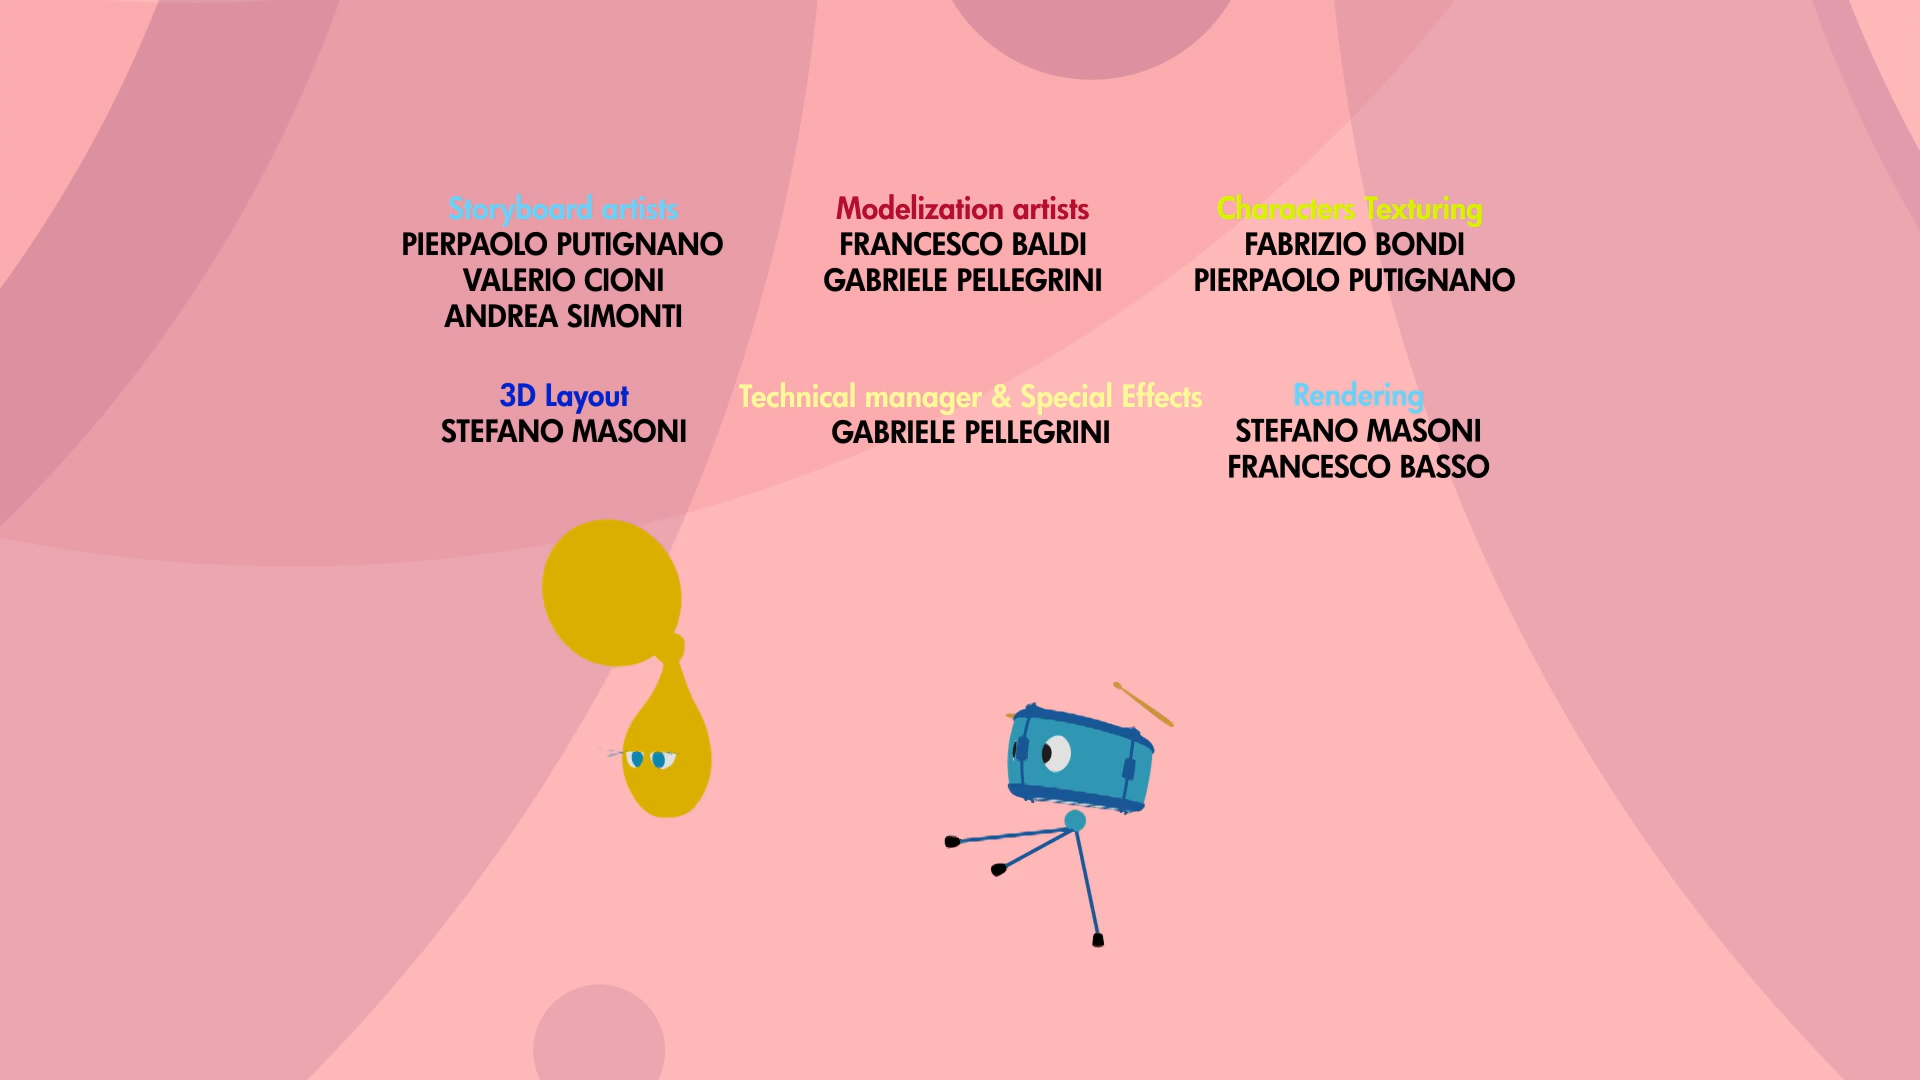 Storyboard artists
PIERPAOLO PUTIGNANO
VALERIO CIONI
ANDREA SIMONTI
Modelization artists
FRANCESCO BALDI
GABRIELE PELLEGRINI
Characters Texturing
FABRIZIO BONDI
PIERPAOLO PUTIGNANO
3D Layout
STEFANO MASONI
Technical manager & Special Effects
GABRIELE PELLEGRINI
Rendering
STEFANO MASONI
FRANCESCO BASSO